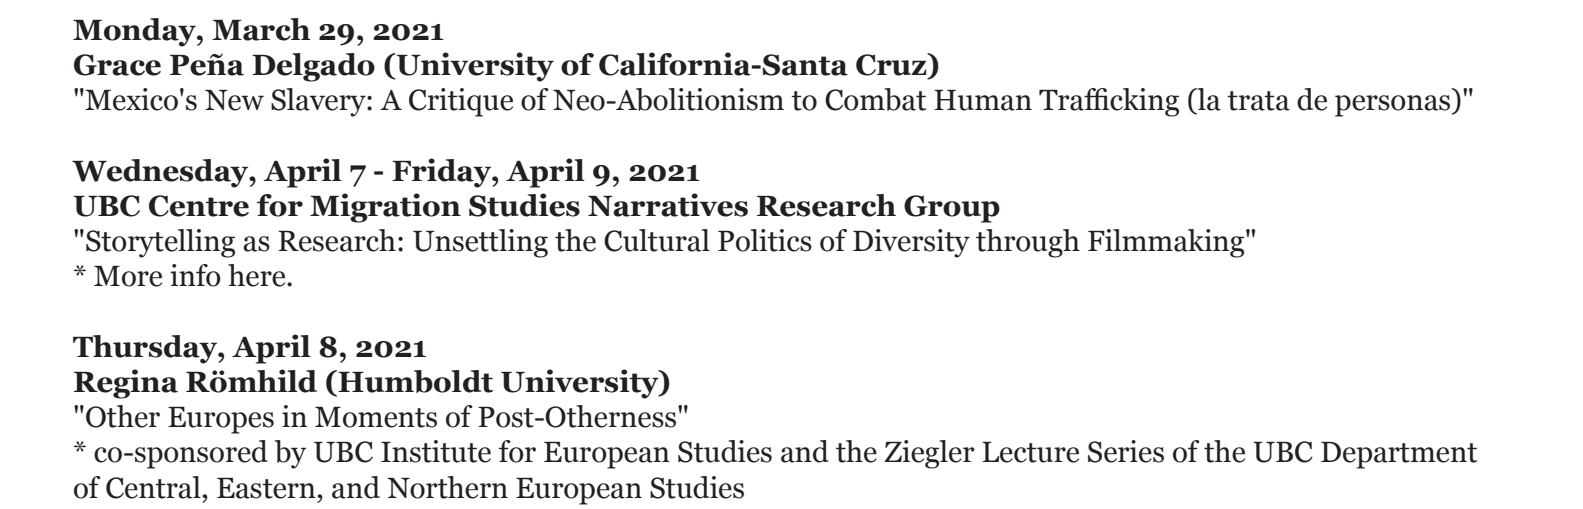 Monday, March 29, 2021
Grace Peña Delgado (University of California-Santa Cruz)
"Mexico's New Slavery: A Critique of Neo-Abolitionism to Combat Human Trafficking (la trata de personas)"
Wednesday, April 7 - Friday, April 9, 2021
UBC Centre for Migration Studies Narratives Research Group
"Storytelling as Research: Unsettling the Cultural Politics of Diversity through Filmmaking"
* More info here.
Thursday, April 8, 2021
Regina Römhild (Humboldt University)
"Other Europes in Moments of Post-Otherness"
* co-sponsored by UBC Institute for European Studies and the Ziegler Lecture Series of the UBC Department
of Central, Eastern, and Northern European Studies